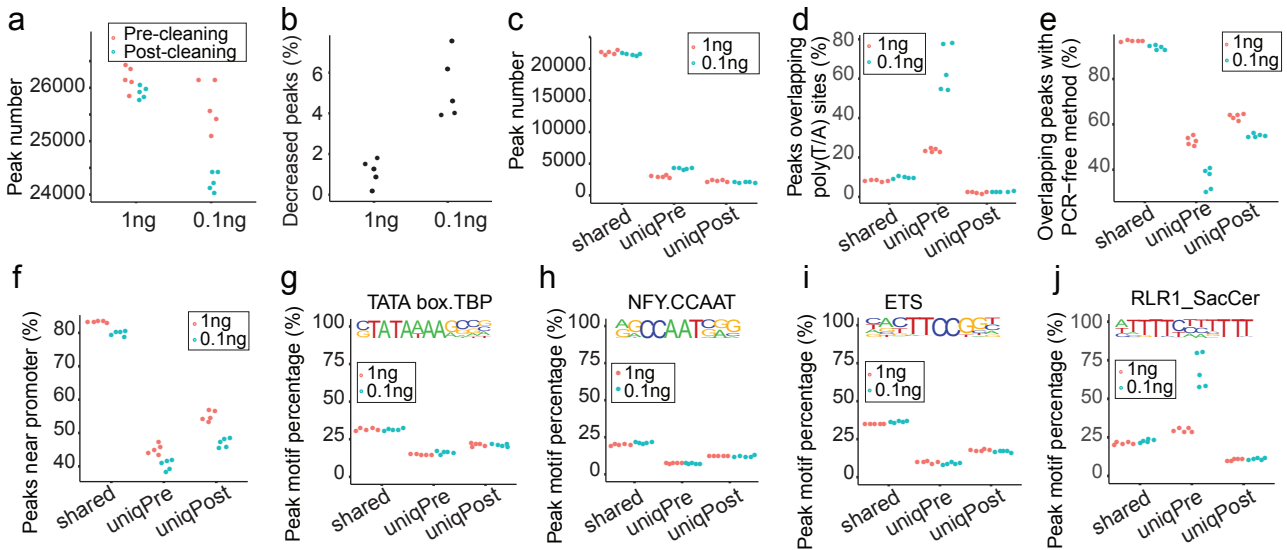 a
Pre-cleaning
Post-cleaning
Peak number
26000
25000
24000
1ng
0.1ng
b
Decreased peaks (%)
6
4
2
0
1ng
0.1ng
c
1ng
0.1ng
Peak number
20000
15000
10000
5000
0
shared
uniqPre
uniqPost
d
1ng
0.1ng
Peaks overlapping
poly(T/A) sites (%)
80
60
40
20
0
shared
uniqPre
uniqPost
e
1ng
0.1ng
Overlapping peaks with
PCR−free method (%)
80
60
40
shared
uniqPre
uniqPost
f
1ng
0.1ng
Peaks near promoter (%)
80
70
60
50
40
shared
uniqPre
uniqPost
g
TATA box.TBP
TATAAAAG
1ng
0.1ng
Peak motif percentage (%)
100
75
50
25
0
shared
uniqPre
uniqPost
h
NFY.CCAAT
CCAAT
1ng
0.1ng
Peak motif percentage (%)
100
75
50
25
0
shared
uniqPre
uniqPost
i
ETS
CTTCCGG
1ng
0.1ng
Peak motif percentage (%)
100
75
50
25
0
shared
uniqPre
uniqPost
j
RLR1_SacCer
1ng
0.1ng
Peak motif percentage (%)
100
75
50
25
0
shared
uniqPre
uniqPost